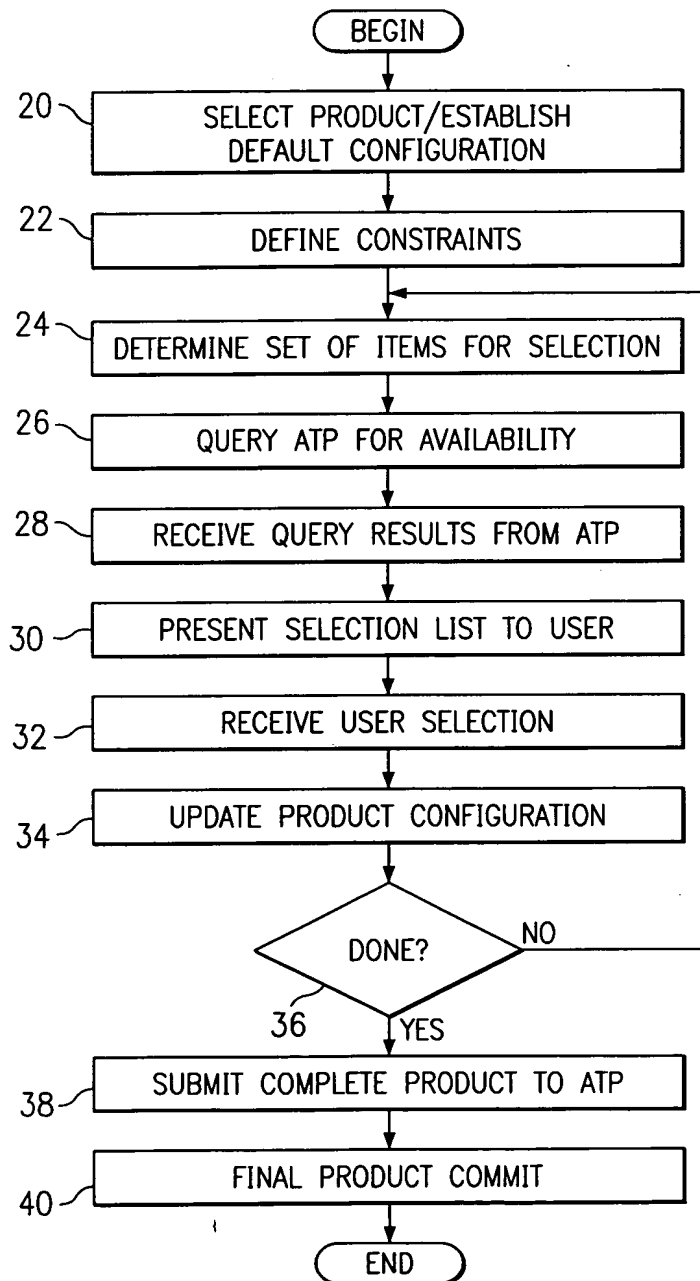 BEGIN
20
SELECT PRODUCT/ESTABLISH
DEFAULT CONFIGURATION
22
DEFINE CONSTRAINTS
24
DETERMINE SET OF ITEMS FOR SELECTION
26
QUERY ATP FOR AVAILABILITY
28
RECEIVE QUERY RESULTS FROM ATP
30
PRESENT SELECTION LIST TO USER
32
RECEIVE USER SELECTION
34
UPDATE PRODUCT CONFIGURATION
DONE?
NO
36
YES
38
SUBMIT COMPLETE PRODUCT TO ATP
40
FINAL PRODUCT COMMIT
END